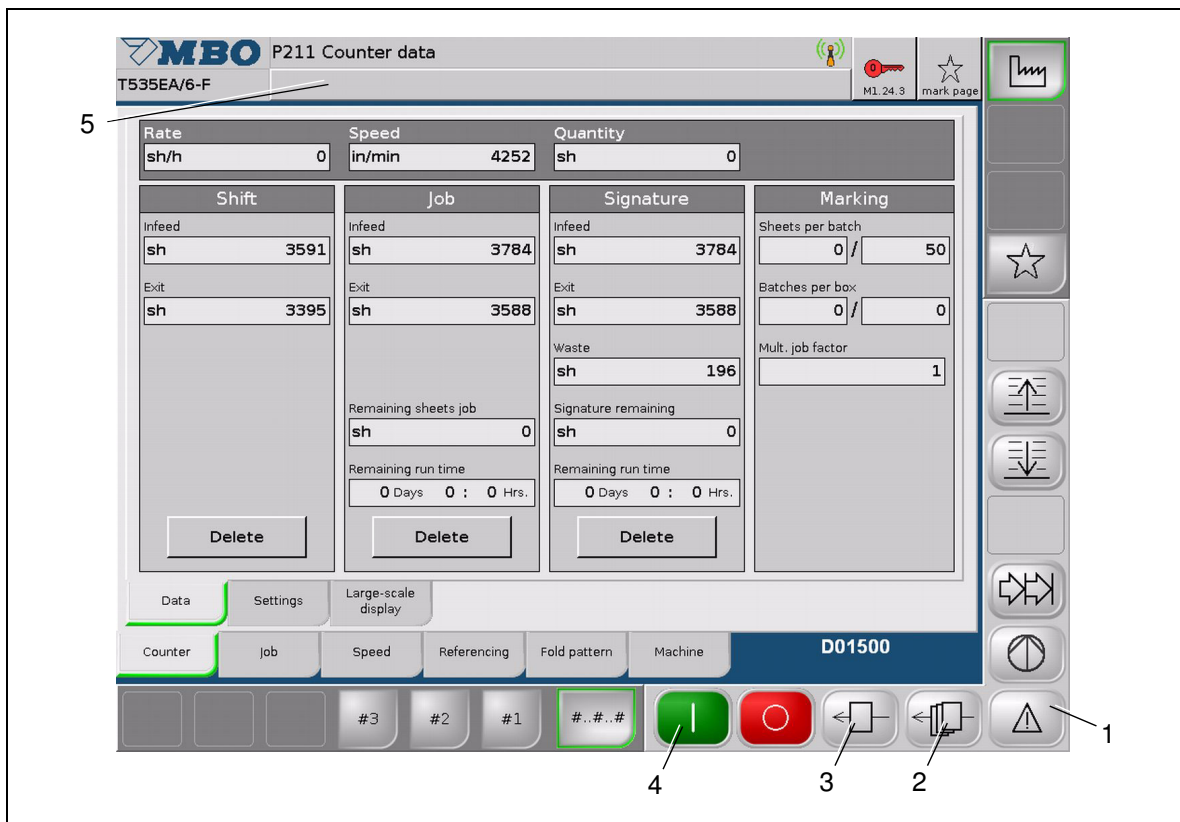 MBO P211 Counter data
T535EA/6-F
0
M1.24.3
mark page
5
Rate Speed Quantity
sh/h 0 in/min 4252 sh 0
Shift Job Signature Marking
Infeed Infeed Infeed Sheets per batch
sh 3591 sh 3784 sh 3784 0 / 50
Exit Exit Exit Batches per box
sh 3395 sh 3588 sh 3588 0 / 0
Waste Mult. job factor
sh 196 1
Remaining sheets job Signature remaining
sh 0 sh 0
Remaining run time Remaining run time
0 Days 0 : 0 Hrs. 0 Days 0 : 0 Hrs.
Delete Delete Delete
Data Settings Large-scale
display
Counter Job Speed Referencing Fold pattern Machine D01500
#3 #2 #1 #..#..#
1
4 3 2